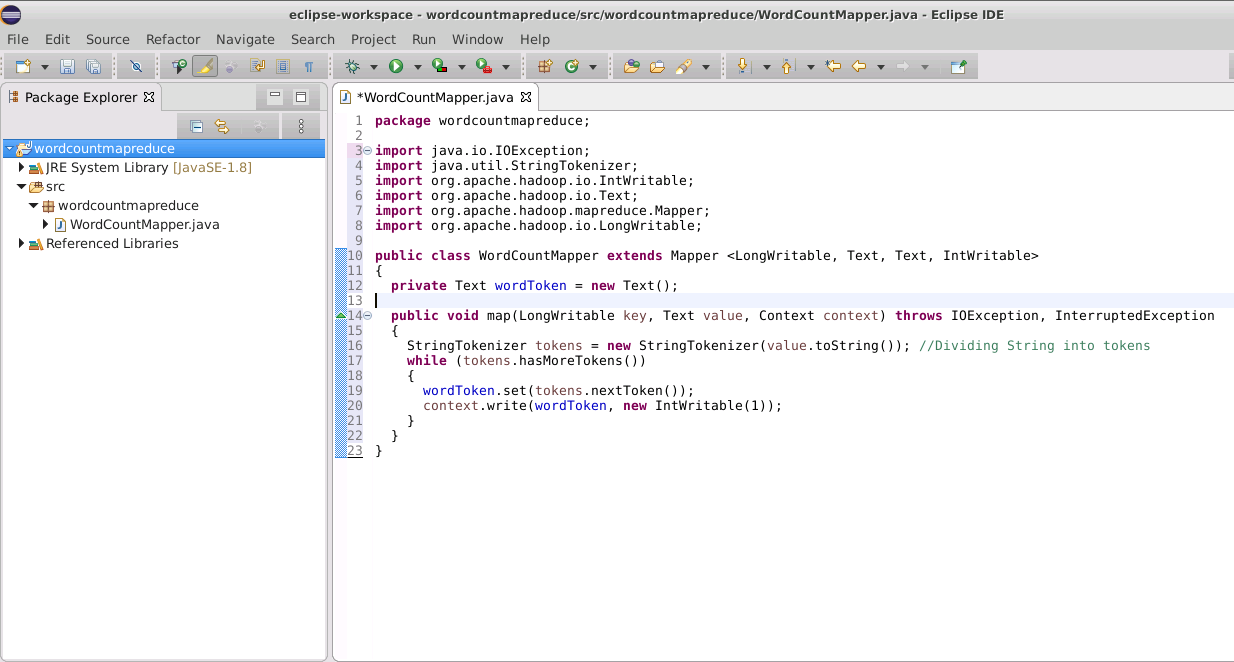 eclipse-workspace - wordcountmapreduce/src/wordcountmapreduce/WordCountMapper.java - Eclipse IDE
File Edit Source Refactor Navigate Search Project Run Window Help
Package Explorer
wordcountmapreduce
JRE System Library [JavaSE-1.8]
src
wordcountmapreduce
WordCountMapper.java
Referenced Libraries
*WordCountMapper.java
1 package wordcountmapreduce;
2
3 import java.io.IOException;
4 import java.util.StringTokenizer;
5 import org.apache.hadoop.io.IntWritable;
6 import org.apache.hadoop.io.Text;
7 import org.apache.hadoop.mapreduce.Mapper;
8 import org.apache.hadoop.io.LongWritable;
9
10 public class WordCountMapper extends Mapper <LongWritable, Text, Text, IntWritable>
11 {
12   private Text wordToken = new Text();
13
14   public void map(LongWritable key, Text value, Context context) throws IOException, InterruptedException
15   {
16     StringTokenizer tokens = new StringTokenizer(value.toString()); //Dividing String into tokens
17     while (tokens.hasMoreTokens())
18     {
19       wordToken.set(tokens.nextToken());
20       context.write(wordToken, new IntWritable(1));
21     }
22   }
23 }